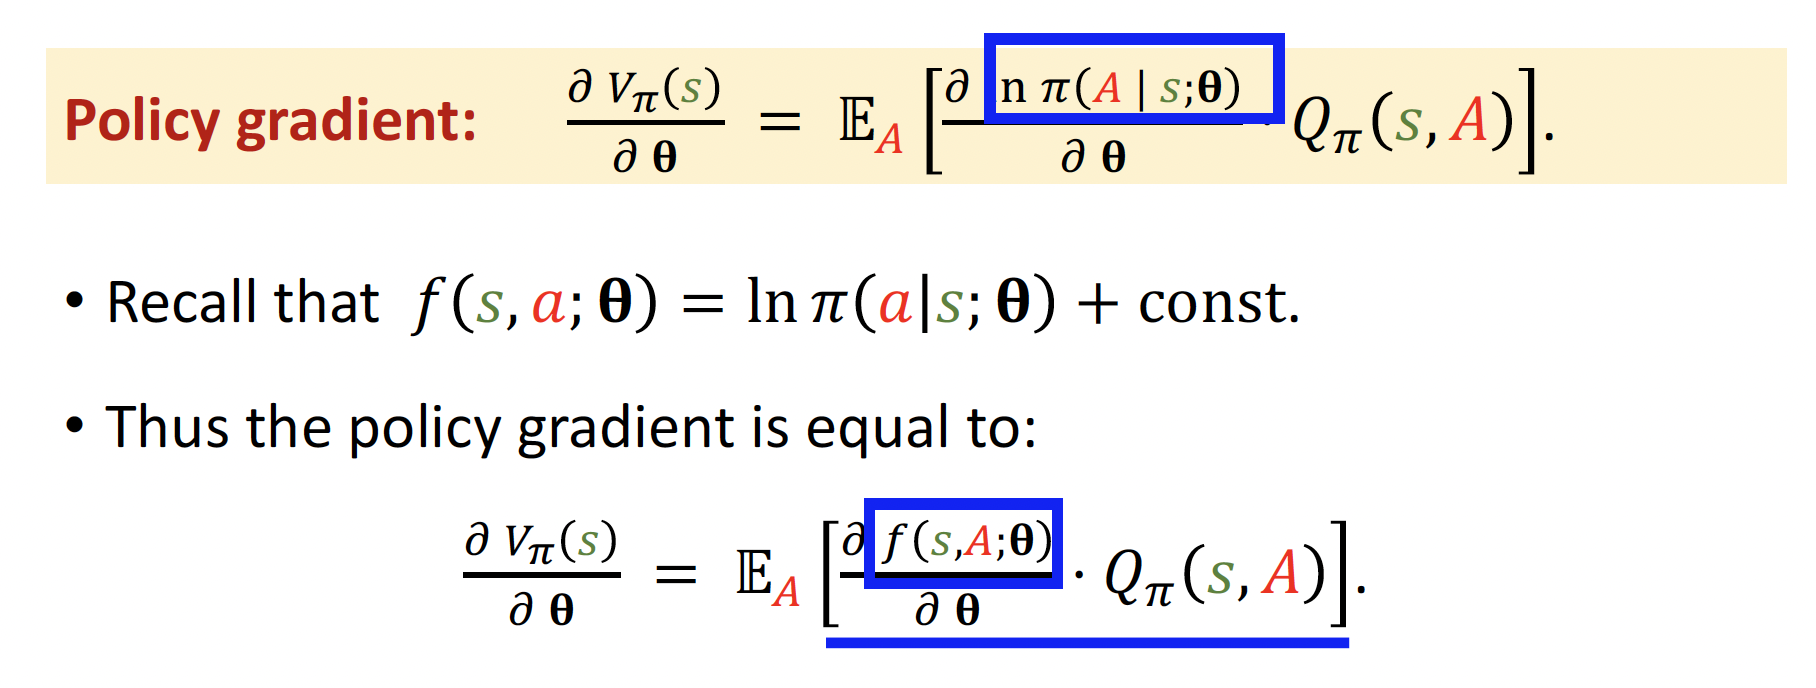 Policy gradient: ∂ V_π(s) / ∂ θ = 𝔼_A [ ∂ ln π(A | s;θ) / ∂ θ · Q_π(s, A) ].
• Recall that f(s, a; θ) = ln π(a|s; θ) + const.
• Thus the policy gradient is equal to:
∂ V_π(s) / ∂ θ = 𝔼_A [ ∂ f(s,A;θ) / ∂ θ · Q_π(s, A) ].